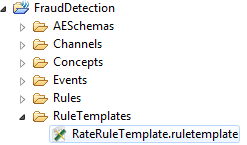 FraudDetection
AESchemas
Channels
Concepts
Events
Rules
RuleTemplates
RateRuleTemplate.ruletemplate